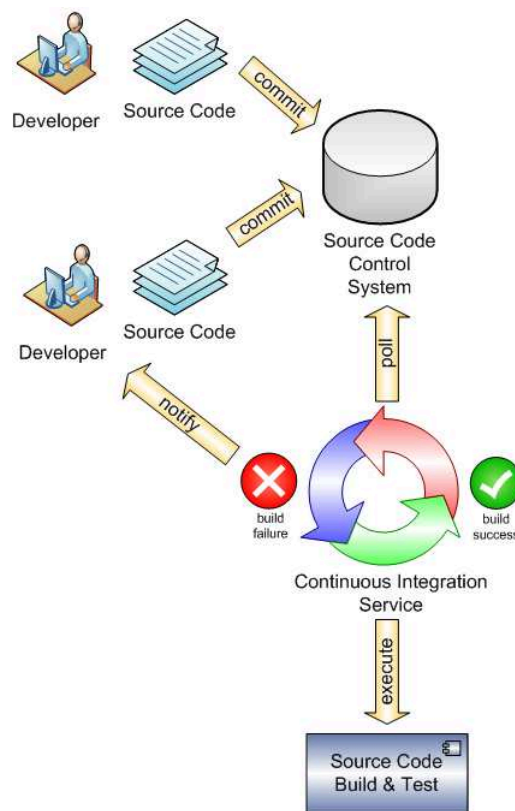 commit
Developer
Source Code
commit
Source Code
Control
System
Source Code
Developer
poll
notify
build
failure
build
success
Continuous Integration
Service
execute
Source Code
Build & Test